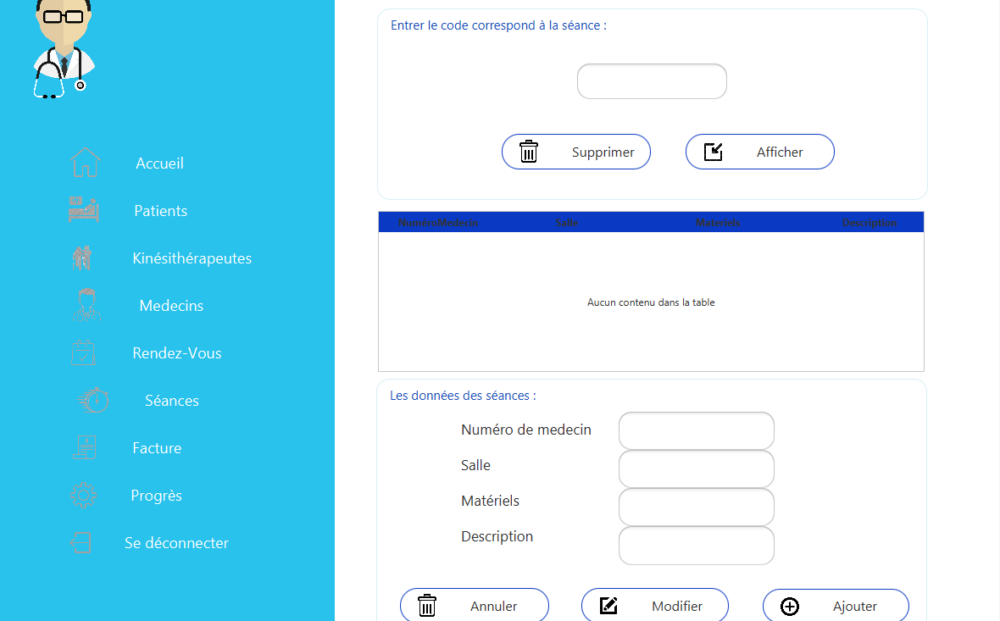 Accueil
Patients
Kinésithérapeutes
Medecins
Rendez-Vous
Séances
Facture
Progrès
Se déconnecter
Entrer le code correspond à la séance :
Supprimer Afficher
NuméroMedecin Salle Materiels Description
Aucun contenu dans la table
Les données des séances :
Numéro de medecin
Salle
Matériels
Description
Annuler Modifier Ajouter